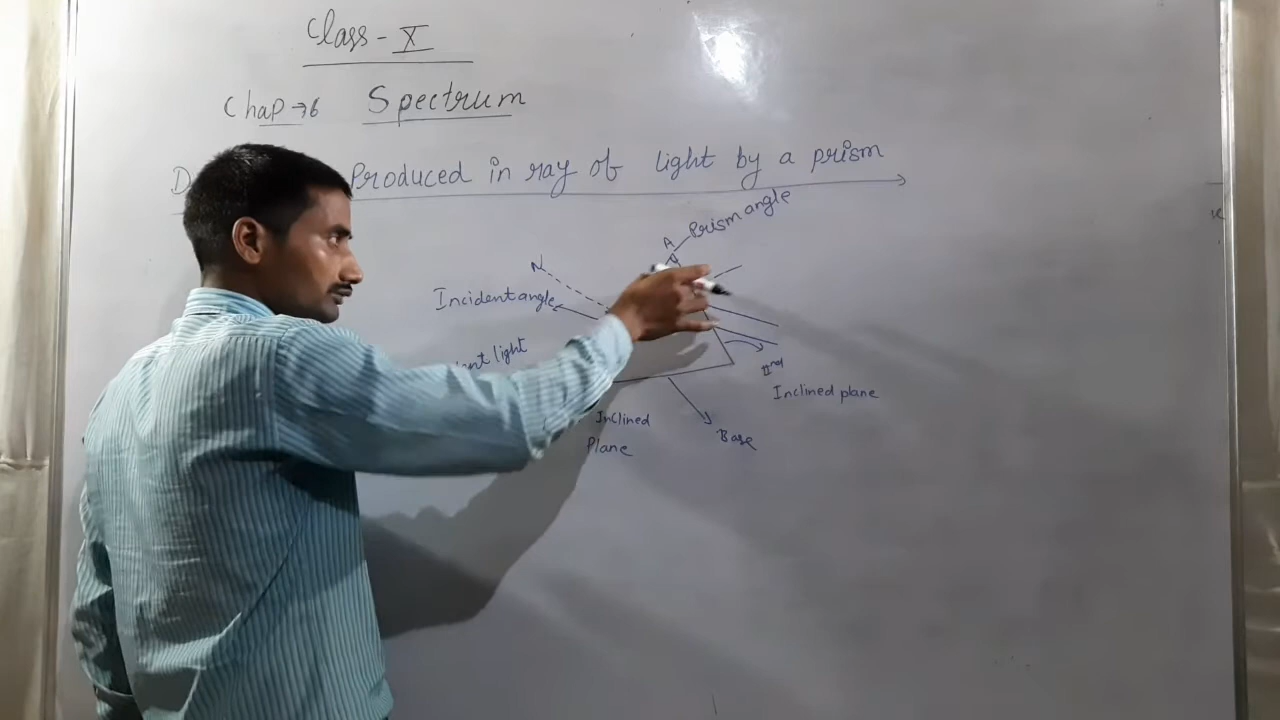 Class - X
Chap → 6 Spectrum
Produced in ray of light by a prism
A Prism angle
N
Incident angle
light
IInd
Inclined plane
Inclined
Plane
Base